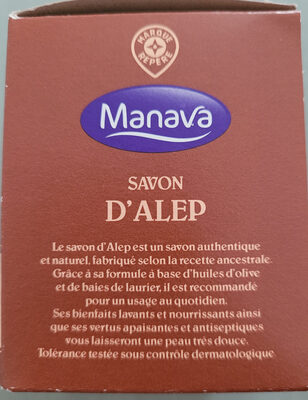 MARQUE
REPÈRE
Manava
SAVON
D'ALEP
Le savon d'Alep est un savon authentique
et naturel, fabriqué selon la recette ancestrale.
Grâce à sa formule à base d'huiles d'olive
et de baies de laurier, il est recommandé
pour un usage au quotidien.
Ses bienfaits lavants et nourrissants ainsi
que ses vertus apaisantes et antiseptiques
vous laisseront une peau très douce.
Tolérance testée sous contrôle dermatologique